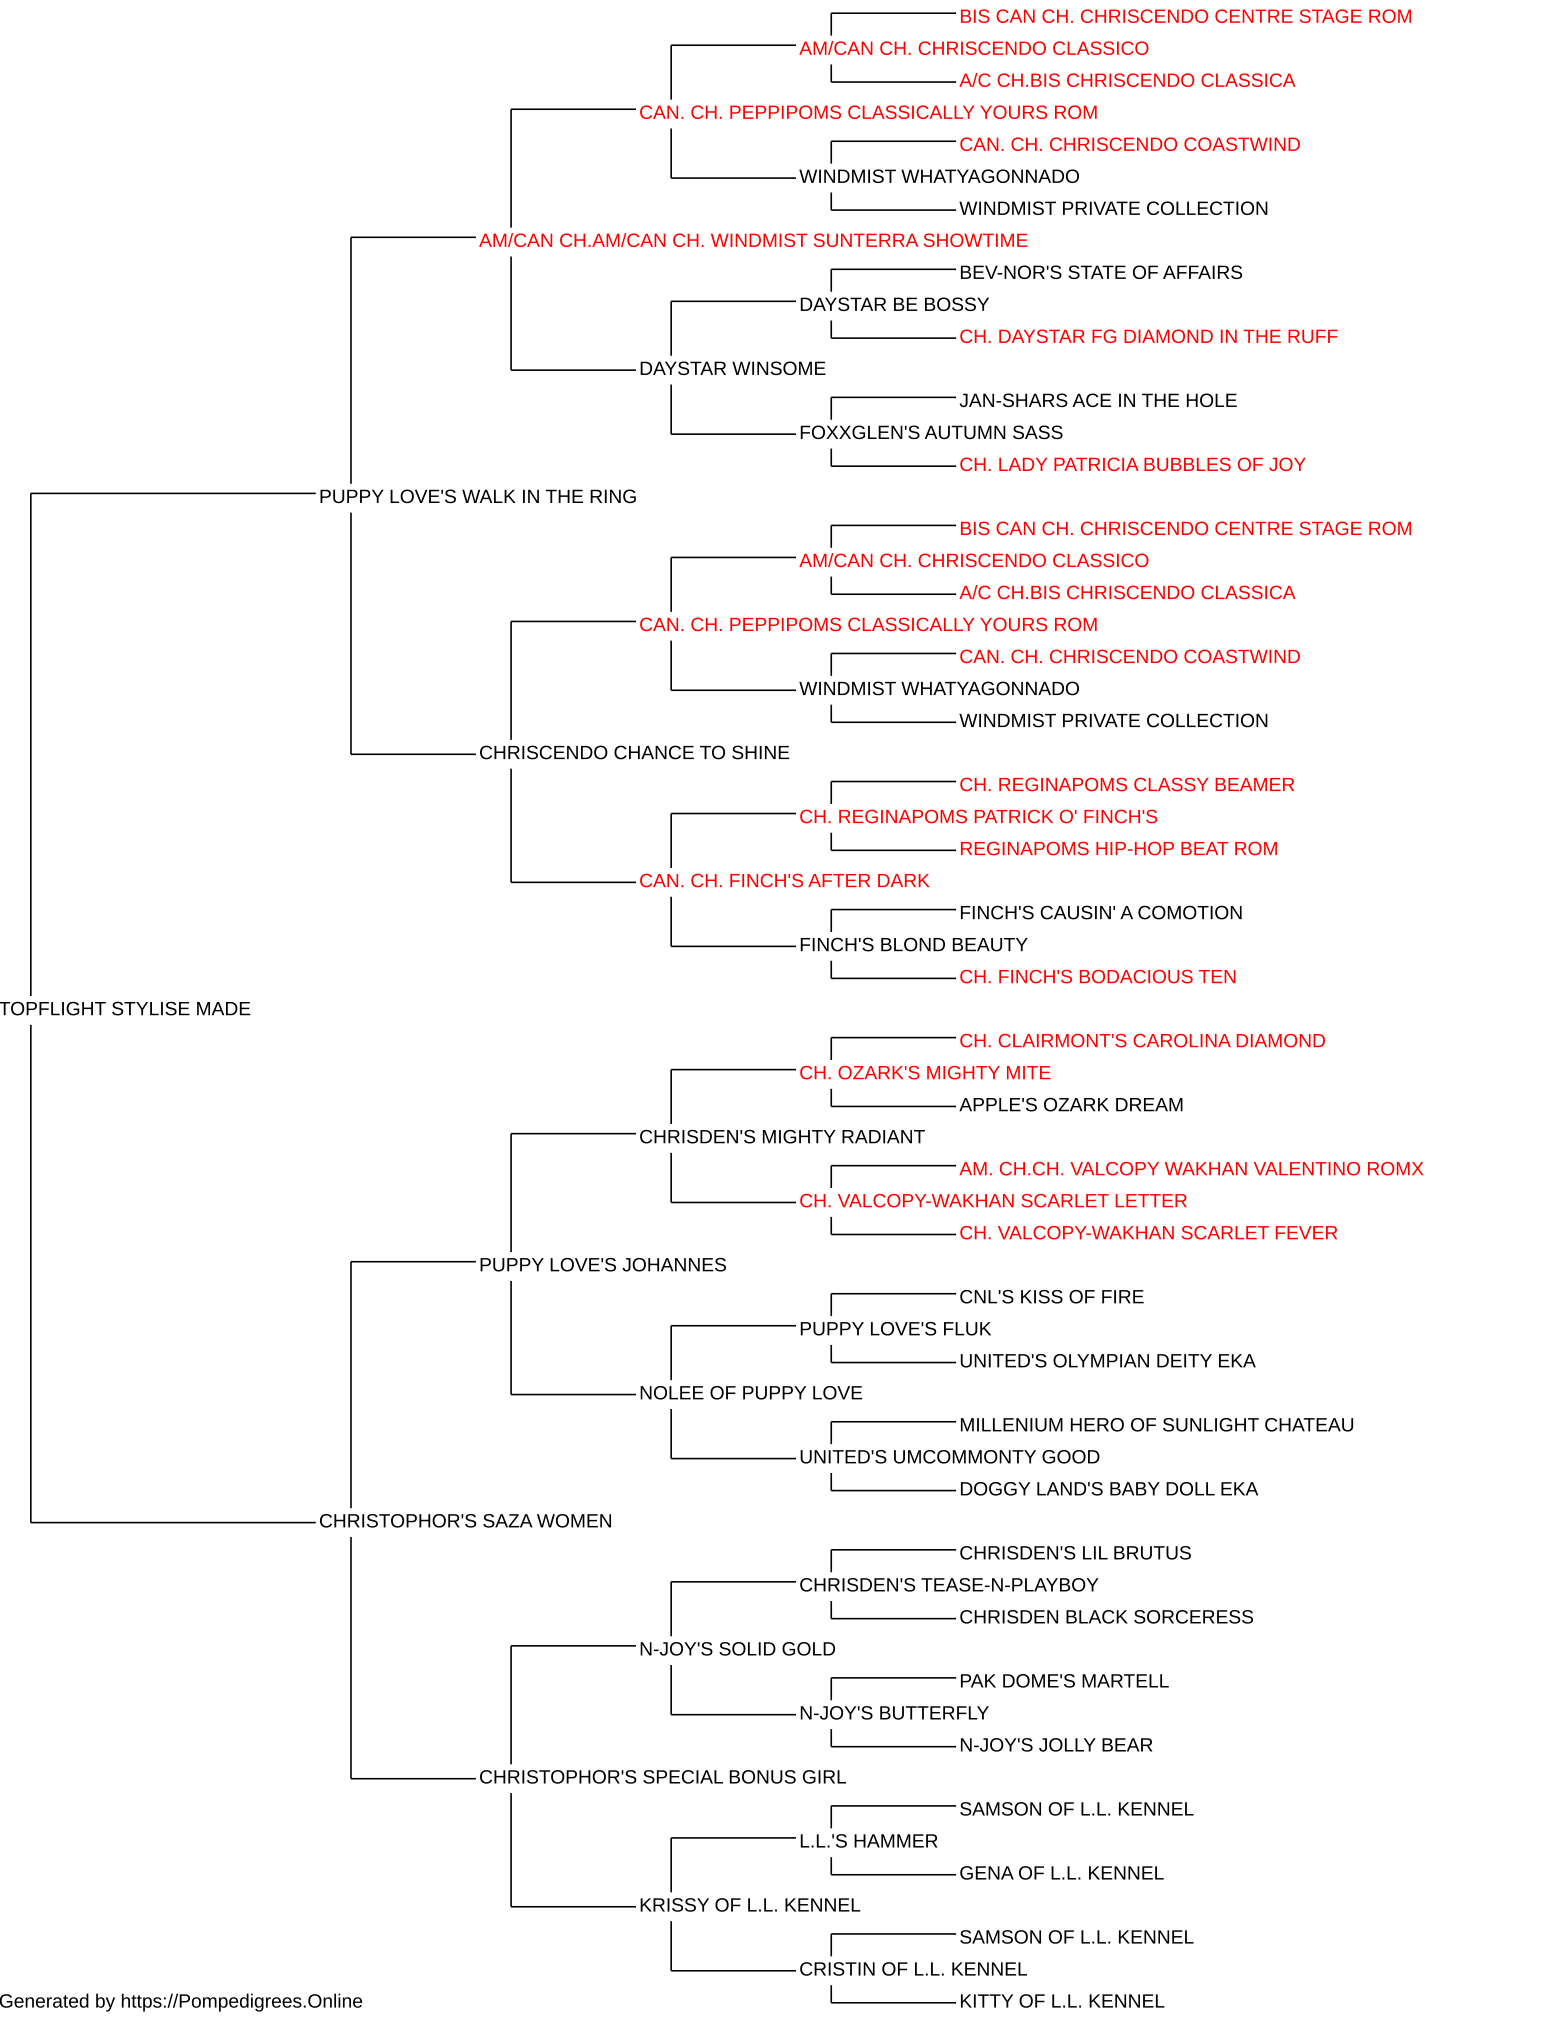 BIS CAN CH. CHRISCENDO CENTRE STAGE ROM
AM/CAN CH. CHRISCENDO CLASSICO
A/C CH.BIS CHRISCENDO CLASSICA
CAN. CH. PEPPIPOMS CLASSICALLY YOURS ROM
CAN. CH. CHRISCENDO COASTWIND
WINDMIST WHATYAGONNADO
WINDMIST PRIVATE COLLECTION
AM/CAN CH.AM/CAN CH. WINDMIST SUNTERRA SHOWTIME
BEV-NOR'S STATE OF AFFAIRS
DAYSTAR BE BOSSY
CH. DAYSTAR FG DIAMOND IN THE RUFF
DAYSTAR WINSOME
JAN-SHARS ACE IN THE HOLE
FOXXGLEN'S AUTUMN SASS
CH. LADY PATRICIA BUBBLES OF JOY
PUPPY LOVE'S WALK IN THE RING
BIS CAN CH. CHRISCENDO CENTRE STAGE ROM
AM/CAN CH. CHRISCENDO CLASSICO
A/C CH.BIS CHRISCENDO CLASSICA
CAN. CH. PEPPIPOMS CLASSICALLY YOURS ROM
CAN. CH. CHRISCENDO COASTWIND
WINDMIST WHATYAGONNADO
WINDMIST PRIVATE COLLECTION
CHRISCENDO CHANCE TO SHINE
CH. REGINAPOMS CLASSY BEAMER
CH. REGINAPOMS PATRICK O' FINCH'S
REGINAPOMS HIP-HOP BEAT ROM
CAN. CH. FINCH'S AFTER DARK
FINCH'S CAUSIN' A COMOTION
FINCH'S BLOND BEAUTY
CH. FINCH'S BODACIOUS TEN
TOPFLIGHT STYLISE MADE
CH. CLAIRMONT'S CAROLINA DIAMOND
CH. OZARK'S MIGHTY MITE
APPLE'S OZARK DREAM
CHRISDEN'S MIGHTY RADIANT
AM. CH.CH. VALCOPY WAKHAN VALENTINO ROMX
CH. VALCOPY-WAKHAN SCARLET LETTER
CH. VALCOPY-WAKHAN SCARLET FEVER
PUPPY LOVE'S JOHANNES
CNL'S KISS OF FIRE
PUPPY LOVE'S FLUK
UNITED'S OLYMPIAN DEITY EKA
NOLEE OF PUPPY LOVE
MILLENIUM HERO OF SUNLIGHT CHATEAU
UNITED'S UMCOMMONTY GOOD
DOGGY LAND'S BABY DOLL EKA
CHRISTOPHOR'S SAZA WOMEN
CHRISDEN'S LIL BRUTUS
CHRISDEN'S TEASE-N-PLAYBOY
CHRISDEN BLACK SORCERESS
N-JOY'S SOLID GOLD
PAK DOME'S MARTELL
N-JOY'S BUTTERFLY
N-JOY'S JOLLY BEAR
CHRISTOPHOR'S SPECIAL BONUS GIRL
SAMSON OF L.L. KENNEL
L.L.'S HAMMER
GENA OF L.L. KENNEL
KRISSY OF L.L. KENNEL
SAMSON OF L.L. KENNEL
CRISTIN OF L.L. KENNEL
KITTY OF L.L. KENNEL
Generated by https://Pompedigrees.Online